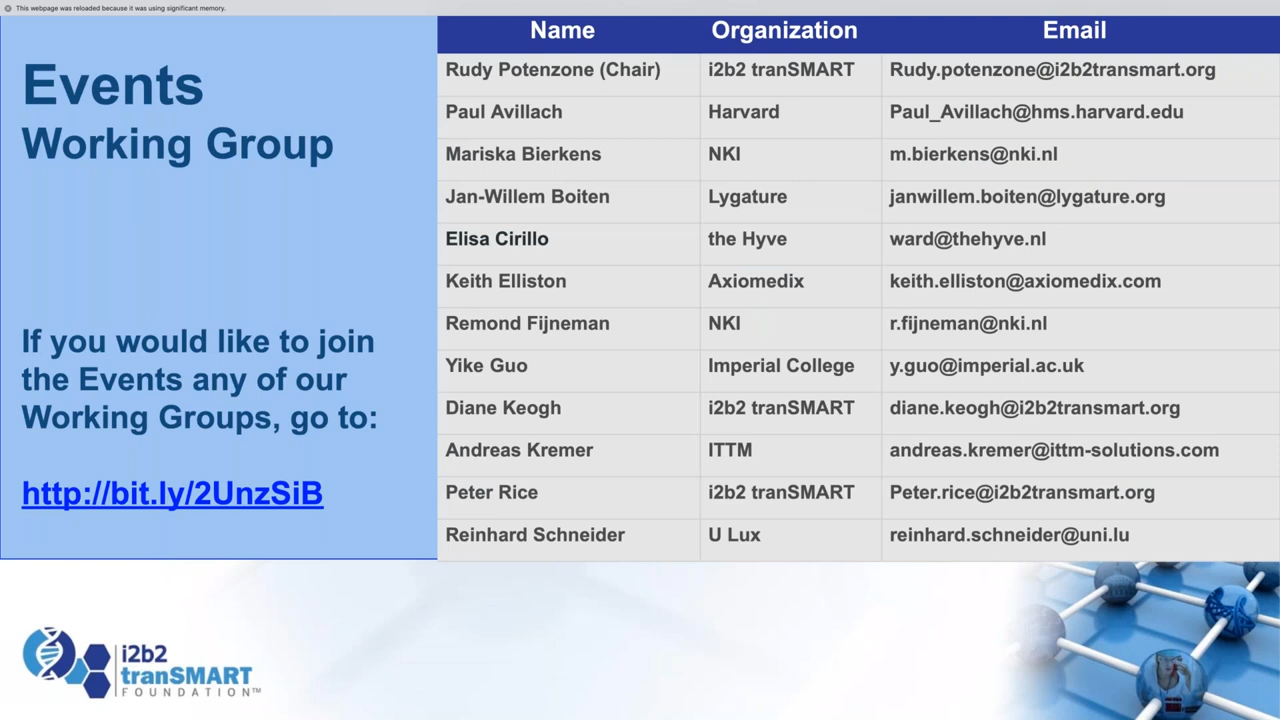 This webpage was reloaded because it was using significant memory.
Events
Working Group
If you would like to join
the Events any of our
Working Groups, go to:
http://bit.ly/2UnzSiB
Name Organization Email
Rudy Potenzone (Chair) i2b2 tranSMART Rudy.potenzone@i2b2transmart.org
Paul Avillach Harvard Paul_Avillach@hms.harvard.edu
Mariska Bierkens NKI m.bierkens@nki.nl
Jan-Willem Boiten Lygature janwillem.boiten@lygature.org
Elisa Cirillo the Hyve ward@thehyve.nl
Keith Elliston Axiomedix keith.elliston@axiomedix.com
Remond Fijneman NKI r.fijneman@nki.nl
Yike Guo Imperial College y.guo@imperial.ac.uk
Diane Keogh i2b2 tranSMART diane.keogh@i2b2transmart.org
Andreas Kremer ITTM andreas.kremer@ittm-solutions.com
Peter Rice i2b2 tranSMART Peter.rice@i2b2transmart.org
Reinhard Schneider U Lux reinhard.schneider@uni.lu
i2b2
tranSMART
FOUNDATION™